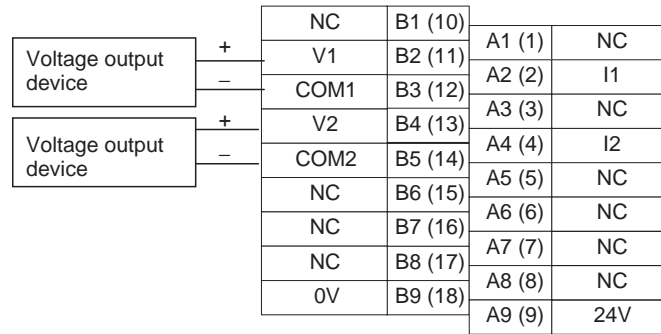 Voltage output
device
+
−
Voltage output
device
+
−
NC B1 (10)
V1 B2 (11)
COM1 B3 (12)
V2 B4 (13)
COM2 B5 (14)
NC B6 (15)
NC B7 (16)
NC B8 (17)
0V B9 (18)
A1 (1) NC
A2 (2) I1
A3 (3) NC
A4 (4) I2
A5 (5) NC
A6 (6) NC
A7 (7) NC
A8 (8) NC
A9 (9) 24V